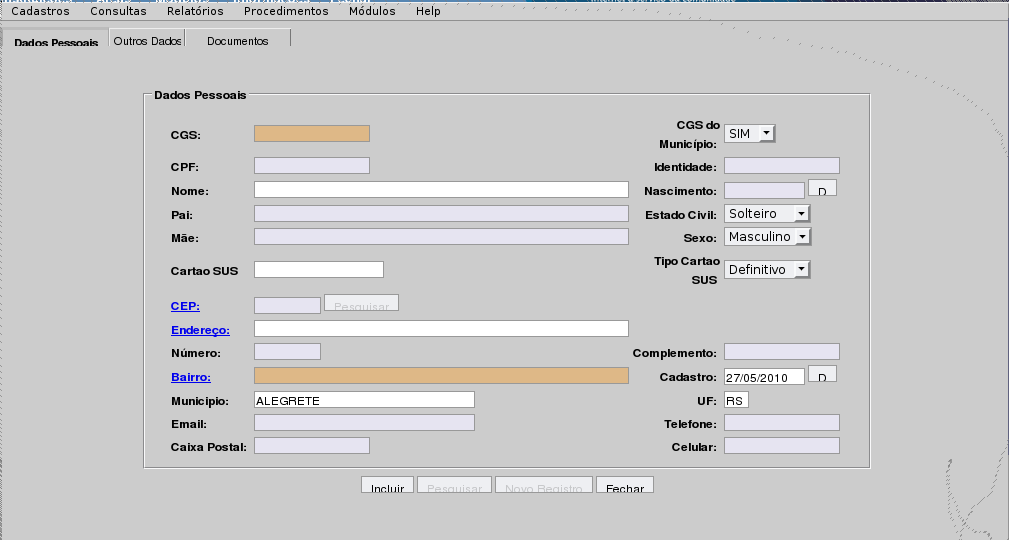 Cadastros Consultas Relatórios Procedimentos Módulos Help
Dados Pessoais Outros Dados Documentos
Dados Pessoais
CGS: CGS do Município: SIM
CPF: Identidade:
Nome: Nascimento: D
Pai: Estado Civil: Solteiro
Mãe: Sexo: Masculino
Cartao SUS Tipo Cartao SUS Definitivo
CEP: Pesquisar
Endereço:
Número: Complemento:
Bairro: Cadastro: 27/05/2010 D
Municipio: ALEGRETE UF: RS
Email: Telefone:
Caixa Postal: Celular:
Incluir Pesquisar Novo Registro Fechar